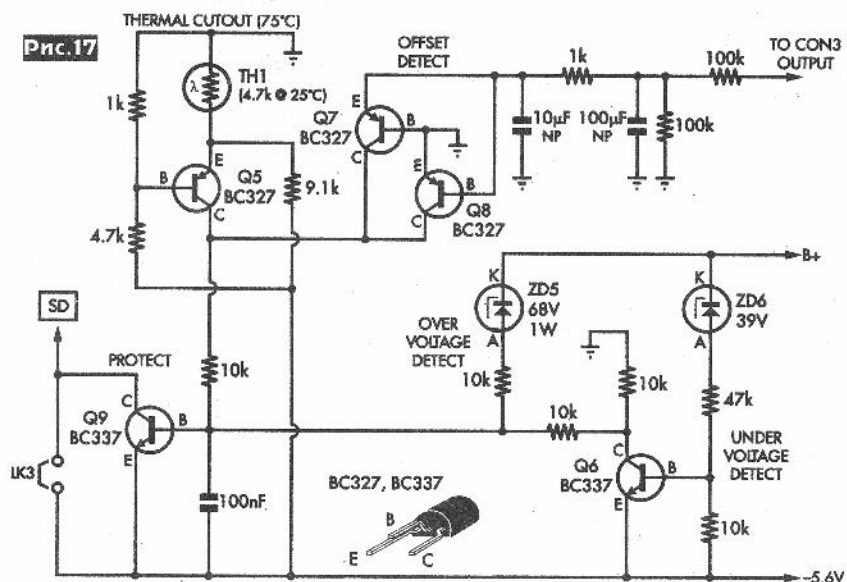 THERMAL CUTOUT (75°C)
Рис.17
OFFSET
DETECT
1k
100k
TO CON3
OUTPUT
λ
TH1
(4.7k @ 25°C)
1k
E
Q7
BC327
B
C
10µF
NP
100µF
NP
100k
E
B
Q5
BC327
C
9.1k
E
B
Q8
C
BC327
4.7k
B+
K
ZD5
68V
1W
A
K
ZD6
39V
A
SD
OVER
VOLTAGE
DETECT
PROTECT
10k
10k
10k
47k
C
Q9
BC337
B
E
10k
C
Q6
BC337
B
E
UNDER
VOLTAGE
DETECT
LK3
100nF
BC327, BC337
B
E
C
10k
–5.6V